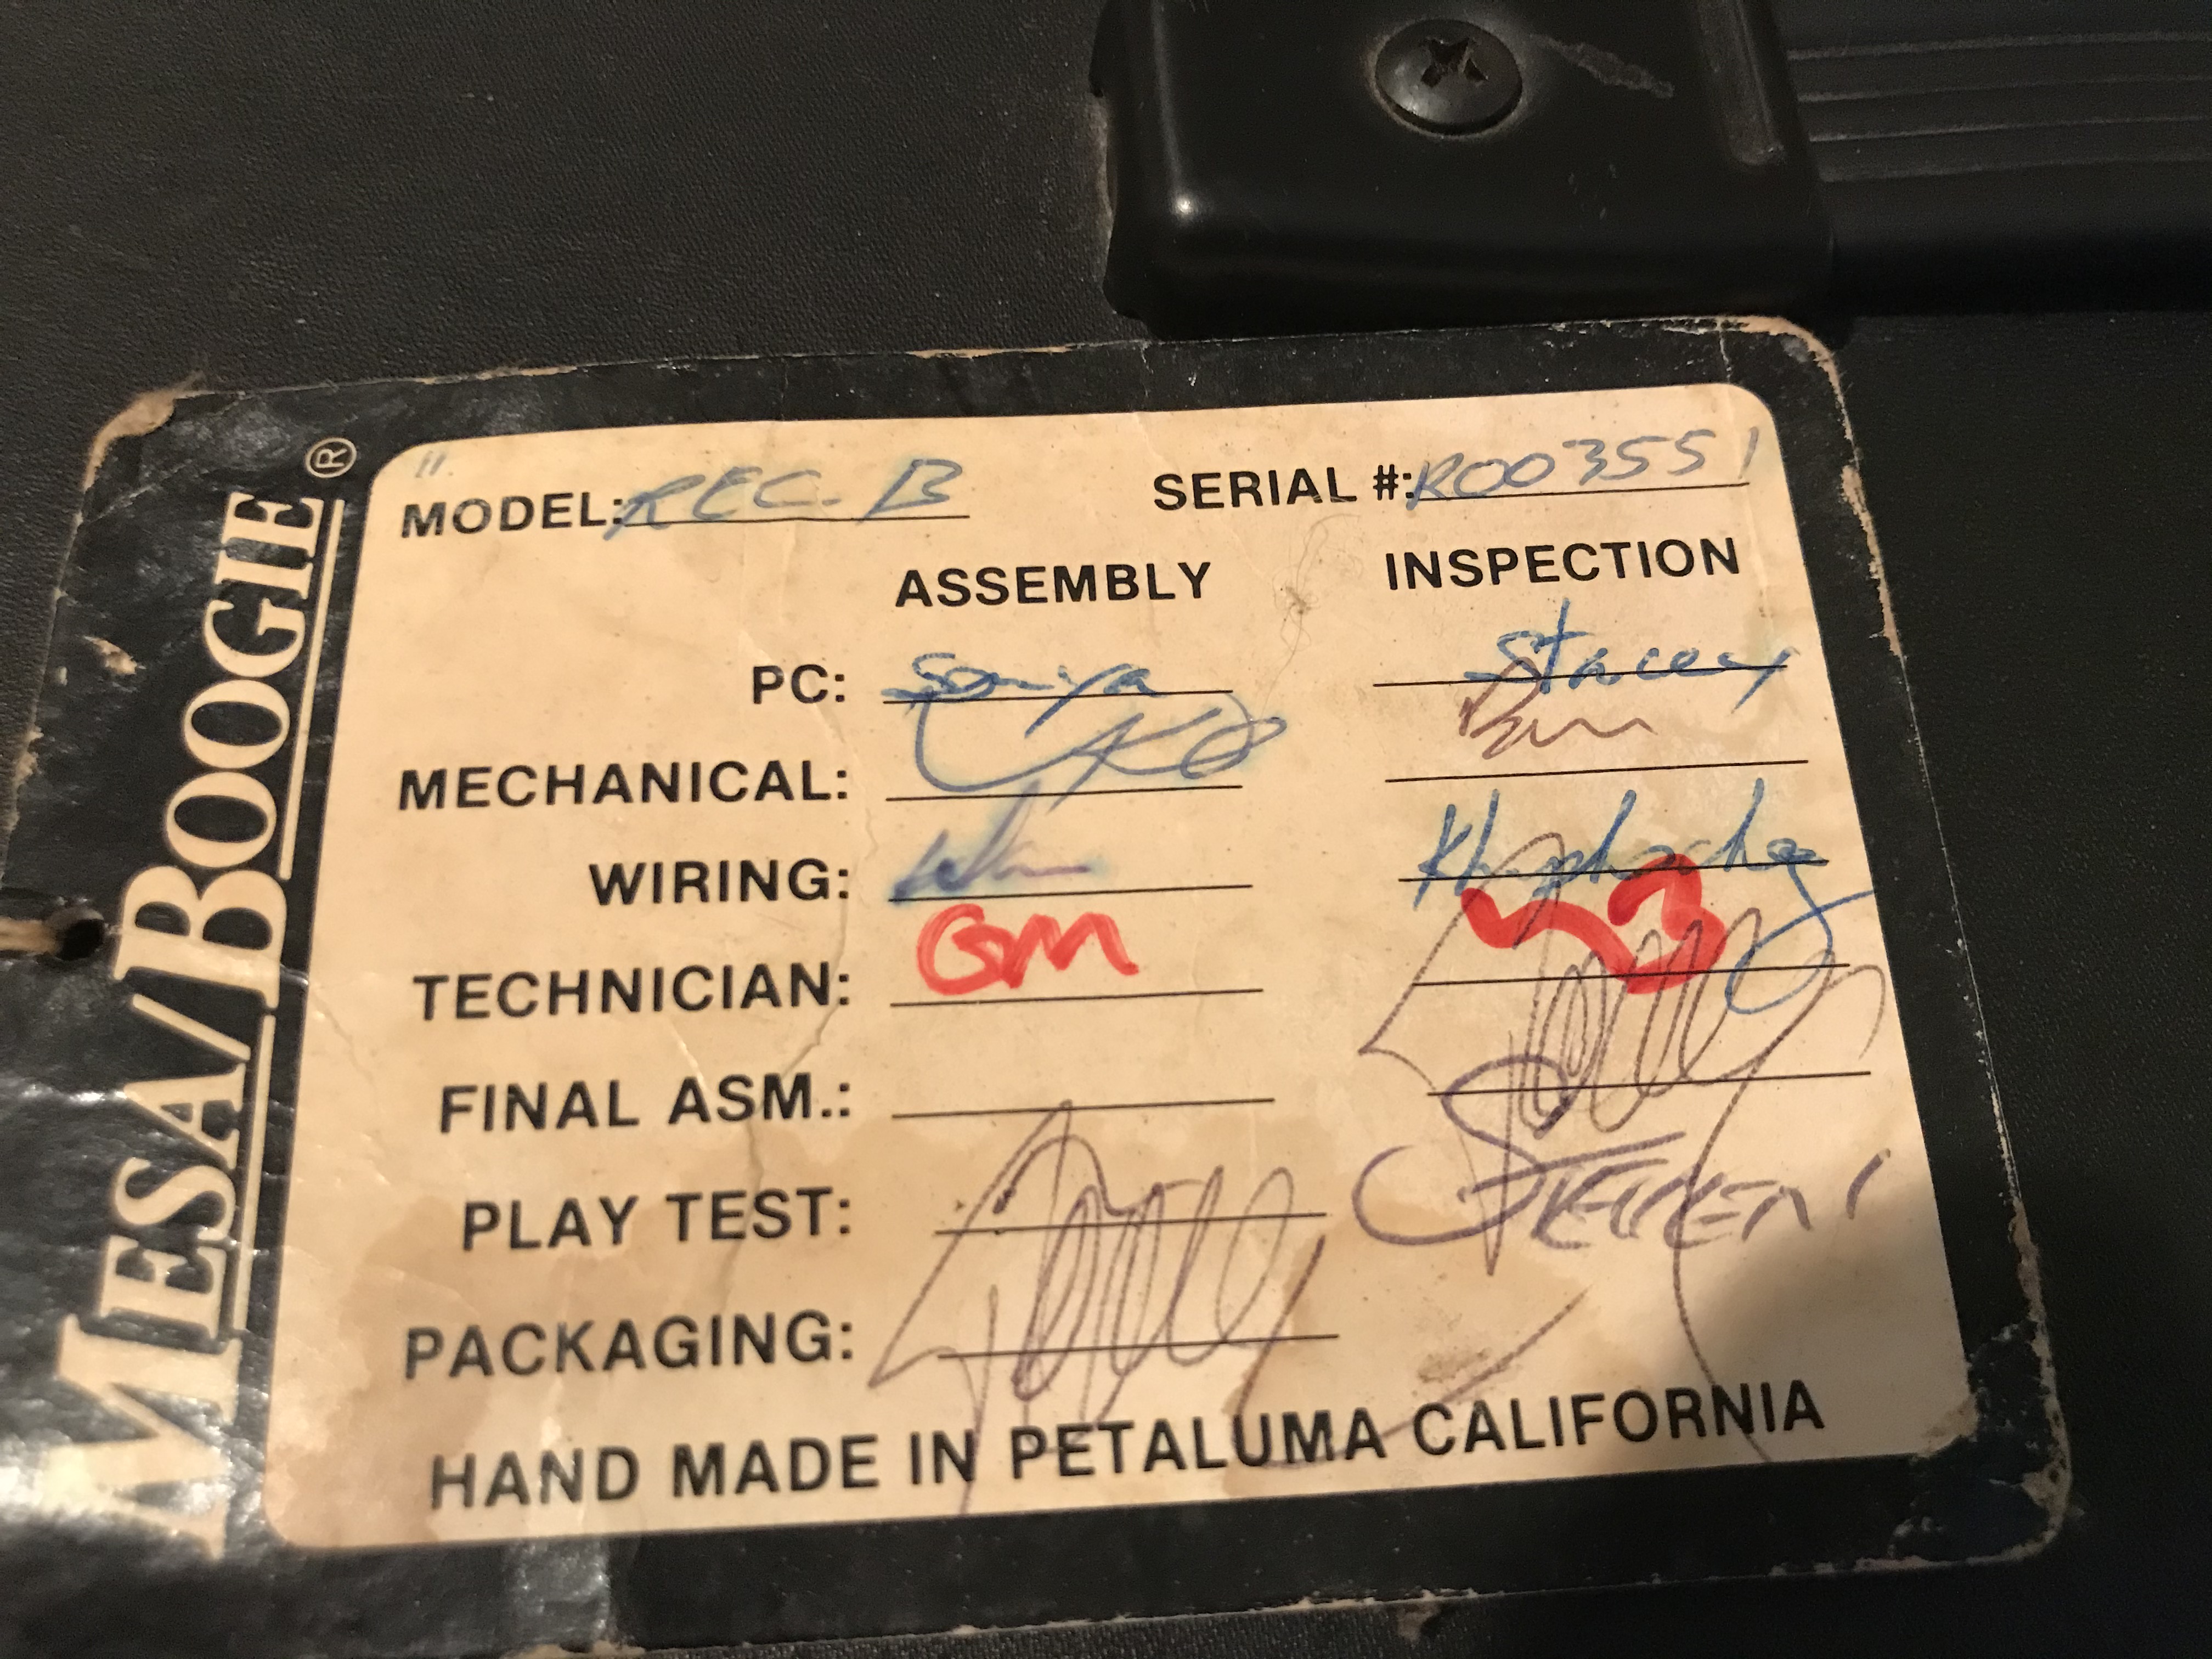 MESA/BOOGIE®
MODEL: REC. B SERIAL #: R003551
ASSEMBLY INSPECTION
PC: Sonya Stacey
MECHANICAL:
WIRING:
TECHNICIAN: GM
FINAL ASM.:
PLAY TEST: STEVEN
PACKAGING:
HAND MADE IN PETALUMA CALIFORNIA